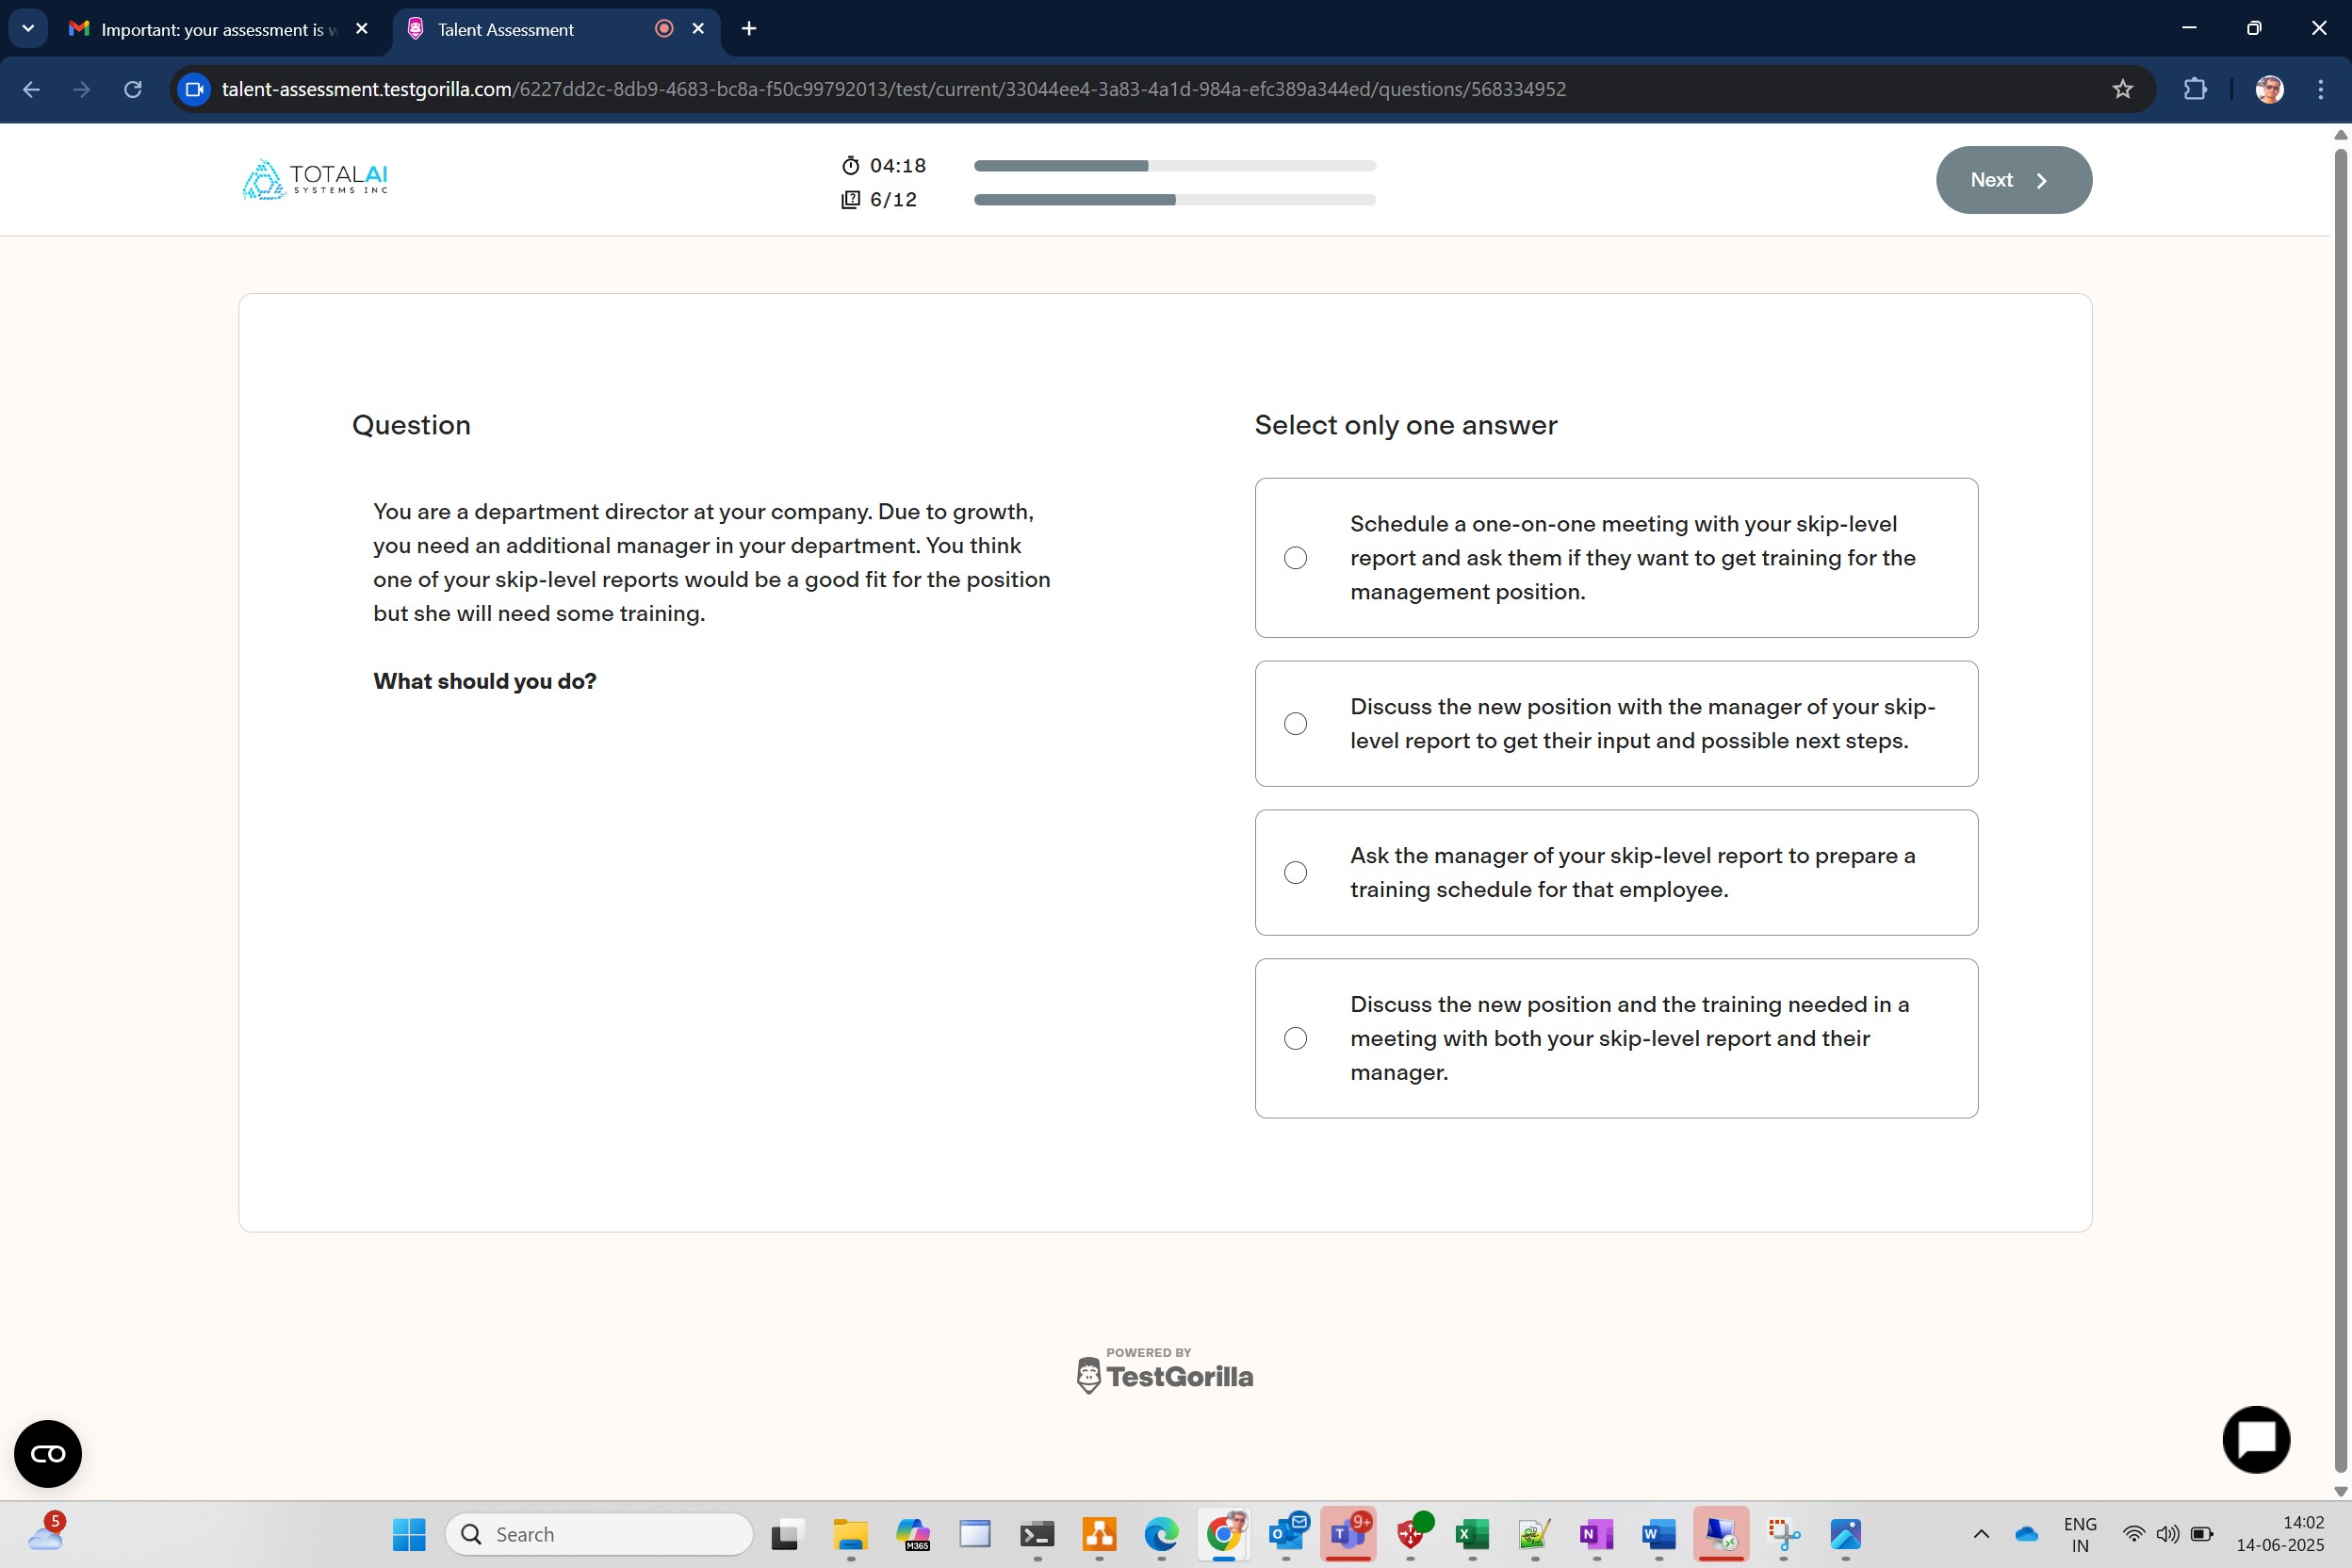 Important: your assessment is w
Talent Assessment
talent-assessment.testgorilla.com/6227dd2c-8db9-4683-bc8a-f50c99792013/test/current/33044ee4-3a83-4a1d-984a-efc389a344ed/questions/568334952
TOTALAI
SYSTEMS INC
04:18
6/12
Next
Question
You are a department director at your company. Due to growth,
you need an additional manager in your department. You think
one of your skip-level reports would be a good fit for the position
but she will need some training.
What should you do?
Select only one answer
Schedule a one-on-one meeting with your skip-level
report and ask them if they want to get training for the
management position.
Discuss the new position with the manager of your skip-
level report to get their input and possible next steps.
Ask the manager of your skip-level report to prepare a
training schedule for that employee.
Discuss the new position and the training needed in a
meeting with both your skip-level report and their
manager.
POWERED BY
TestGorilla
5
Search
M365
9+
ENG
IN
14:02
14-06-2025